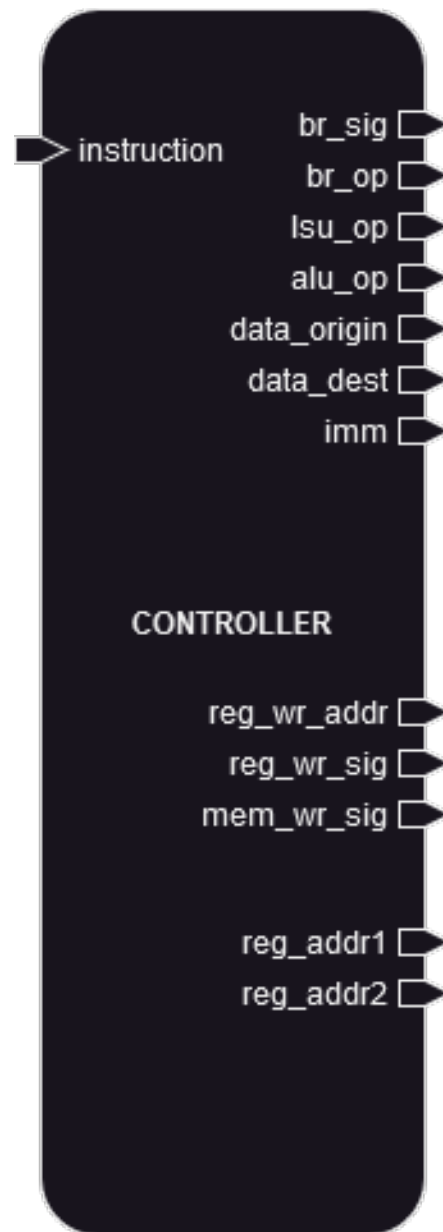 instruction
br_sig
br_op
lsu_op
alu_op
data_origin
data_dest
imm
CONTROLLER
reg_wr_addr
reg_wr_sig
mem_wr_sig
reg_addr1
reg_addr2